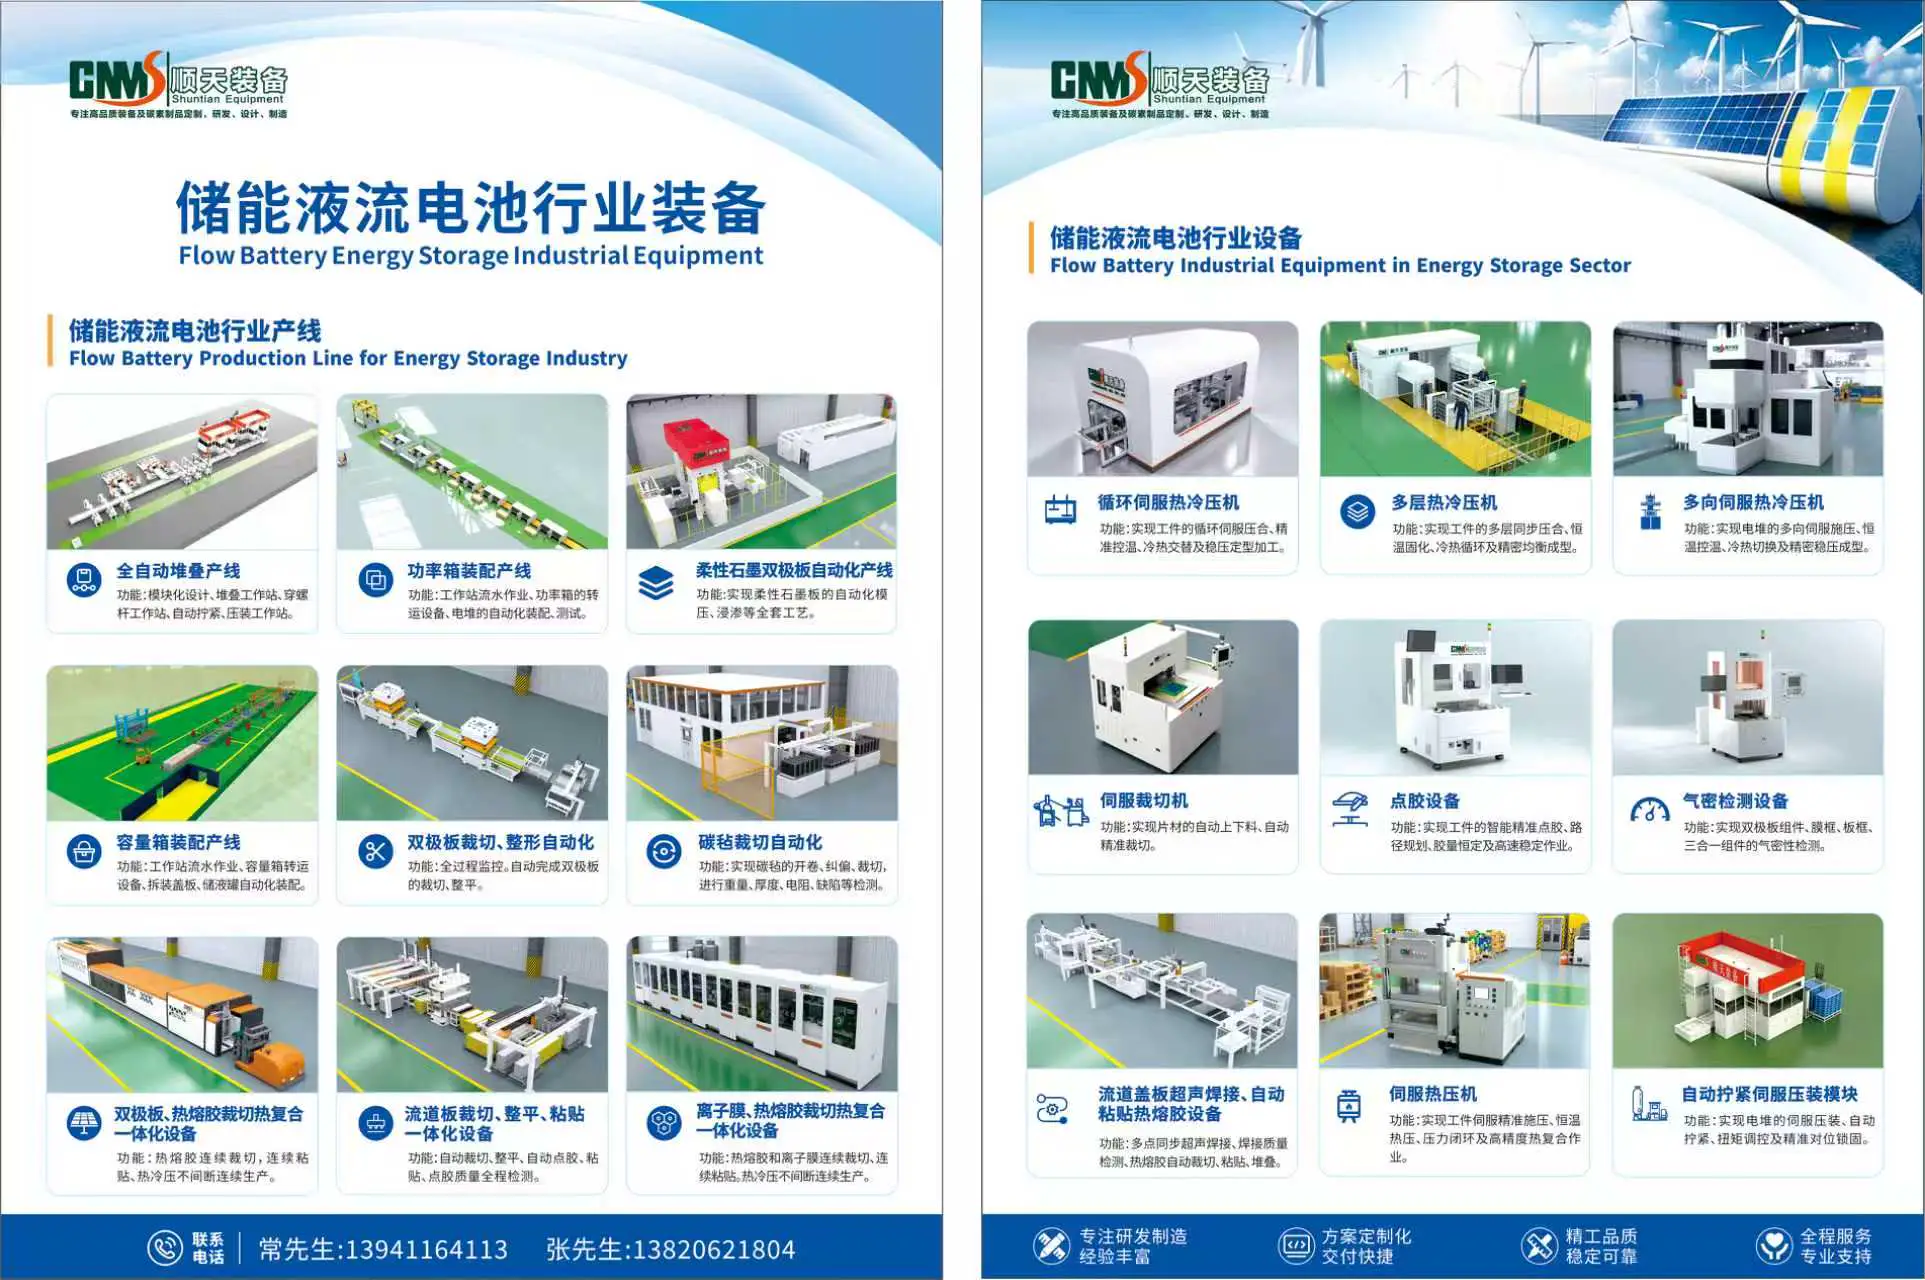 CNMS 顺天装备
Shuntian Equipment
专注高品质装备及碳素制品定制、研发、设计、制造
储能液流电池行业装备
Flow Battery Energy Storage Industrial Equipment
储能液流电池行业产线
Flow Battery Production Line for Energy Storage Industry
全自动堆叠产线
功能:模块化设计、堆叠工作站、穿螺
杆工作站、自动拧紧、压装工作站。
功率箱装配产线
功能:工作站流水作业、功率箱的转
运设备、电堆的自动化装配、测试。
柔性石墨双极板自动化产线
功能:实现柔性石墨板的自动化模
压、浸渗等全套工艺。
容量箱装配产线
功能:工作站流水作业、容量箱转运
设备、拆装盖板、储液罐自动化装配。
双极板裁切、整形自动化
功能:全过程监控。自动完成双极板
的裁切、整平。
碳毡裁切自动化
功能:实现碳毡的开卷、纠偏、裁切,
进行重量、厚度、电阻、缺陷等检测。
双极板、热熔胶裁切热复合
一体化设备
功能:热熔胶连续裁切,连续粘
贴、热冷压不间断连续生产。
流道板裁切、整平、粘贴
一体化设备
功能:自动裁切、整平、自动点胶、粘
贴、点胶质量全程检测。
离子膜、热熔胶裁切热复合
一体化设备
功能:热熔胶和离子膜连续裁切、连
续粘贴。热冷压不间断连续生产。
联系
电话
常先生:13941164113 张先生:13820621804
CNMS 顺天装备
Shuntian Equipment
专注高品质装备及碳素制品定制、研发、设计、制造
储能液流电池行业设备
Flow Battery Industrial Equipment in Energy Storage Sector
循环伺服热冷压机
功能:实现工件的循环伺服压合、精
准控温、冷热交替及稳压定型加工。
多层热冷压机
功能:实现工件的多层同步压合、恒
温固化、冷热循环及精密均衡成型。
多向伺服热冷压机
功能:实现电堆的多向伺服施压、恒
温控温、冷热切换及精密稳压成型。
伺服裁切机
功能:实现片材的自动上下料、自动
精准裁切。
点胶设备
功能:实现工件的智能精准点胶、路
径规划、胶量恒定及高速稳定作业。
气密检测设备
功能:实现双极板组件、膜框、板框、
三合一组件的气密性检测。
顺天装备
流道盖板超声焊接、自动
粘贴热熔胶设备
功能:多点同步超声焊接、焊接质量
检测、热熔胶自动裁切、粘贴、堆叠。
伺服热压机
功能:实现工件伺服精准施压、恒温
热压、压力闭环及高精度热复合作
业。
自动拧紧伺服压装模块
功能:实现电堆的伺服压装、自动
拧紧、扭矩调控及精准对位锁固。
专注研发制造
经验丰富
方案定制化
交付快捷
精工品质
稳定可靠
全程服务
专业支持